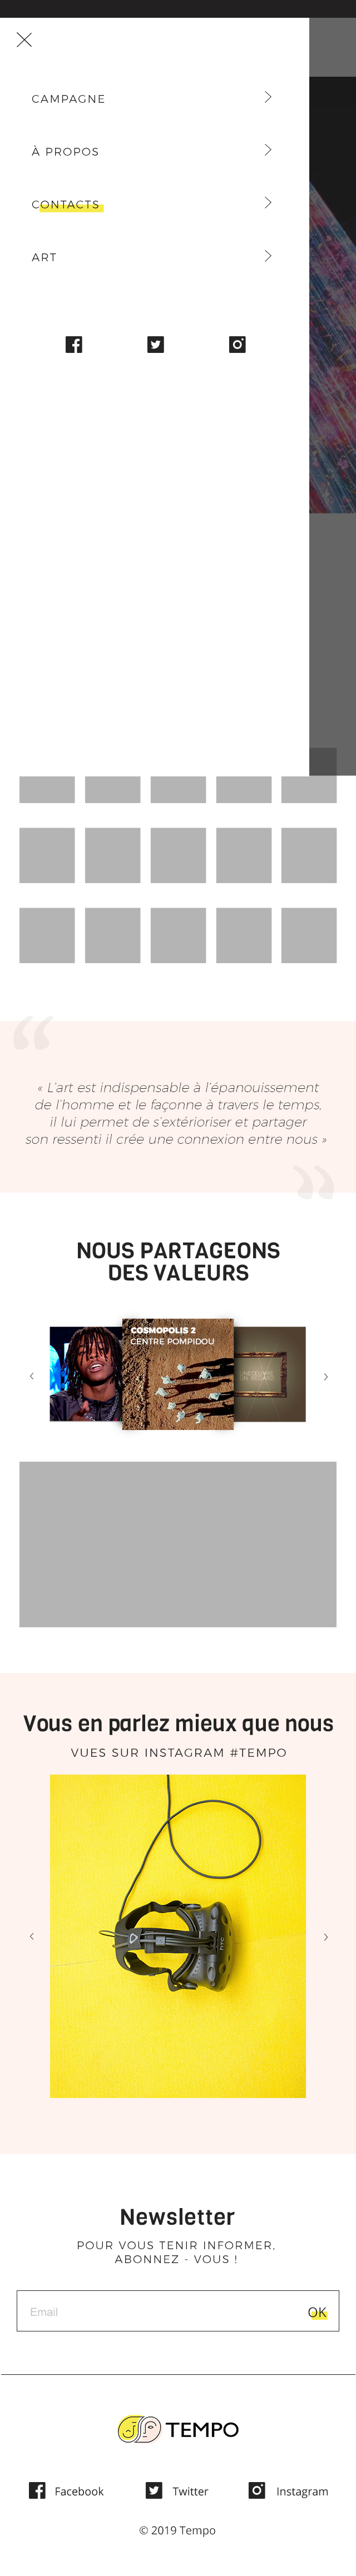 CAMPAGNE
À PROPOS
CONTACTS
ART
« L'art est indispensable à l'épanouissement
de l'homme et le façonne à travers le temps,
il lui permet de s'extérioriser et partager
son ressenti il crée une connexion entre nous »
NOUS PARTAGEONS
DES VALEURS
COSMOPOLIS 2
CENTRE POMPIDOU
Vous en parlez mieux que nous
VUES SUR INSTAGRAM #TEMPO
Newsletter
POUR VOUS TENIR INFORMER,
ABONNEZ - VOUS !
Email
OK
TEMPO
Facebook
Twitter
Instagram
© 2019 Tempo